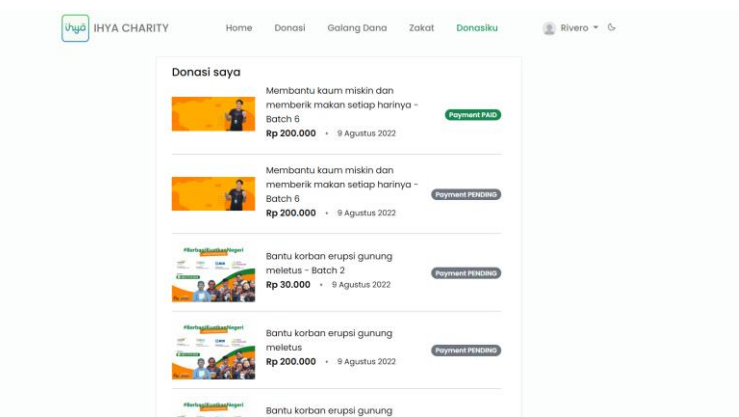 ihya IHYA CHARITY Home Donasi Galang Dana Zakat Donasiku Rivero
Donasi saya
Membantu kaum miskin dan
memberik makan setiap harinya -
Batch 6
Payment PAID
Rp 200.000 • 9 Agustus 2022
Membantu kaum miskin dan
memberik makan setiap harinya -
Batch 6
Payment PENDING
Rp 200.000 • 9 Agustus 2022
#BerbagiKuatkanNegeri
Bantu korban erupsi gunung
meletus - Batch 2
Payment PENDING
Rp 30.000 • 9 Agustus 2022
#BerbagiKuatkanNegeri
Bantu korban erupsi gunung
meletus
Payment PENDING
Rp 200.000 • 9 Agustus 2022
#BerbagiKuatkanNegeri
Bantu korban erupsi gunung